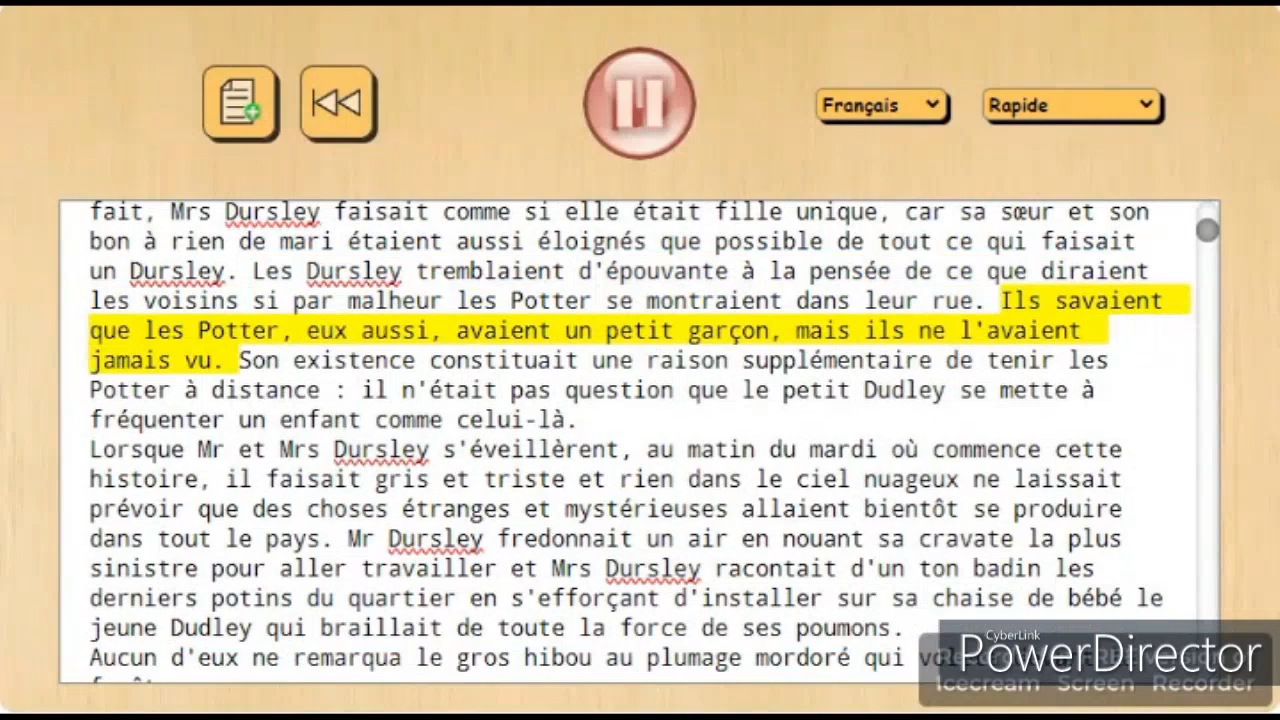 Français
Rapide
fait, Mrs Dursley faisait comme si elle était fille unique, car sa sœur et son
bon à rien de mari étaient aussi éloignés que possible de tout ce qui faisait
un Dursley. Les Dursley tremblaient d'épouvante à la pensée de ce que diraient
les voisins si par malheur les Potter se montraient dans leur rue. Ils savaient
que les Potter, eux aussi, avaient un petit garçon, mais ils ne l'avaient
jamais vu. Son existence constituait une raison supplémentaire de tenir les
Potter à distance : il n'était pas question que le petit Dudley se mette à
fréquenter un enfant comme celui-là.
Lorsque Mr et Mrs Dursley s'éveillèrent, au matin du mardi où commence cette
histoire, il faisait gris et triste et rien dans le ciel nuageux ne laissait
prévoir que des choses étranges et mystérieuses allaient bientôt se produire
dans tout le pays. Mr Dursley fredonnait un air en nouant sa cravate la plus
sinistre pour aller travailler et Mrs Dursley racontait d'un ton badin les
derniers potins du quartier en s'efforçant d'installer sur sa chaise de bébé le
jeune Dudley qui braillait de toute la force de ses poumons.
Aucun d'eux ne remarqua le gros hibou au plumage mordoré qui
CyberLink
PowerDirector
Icecream Screen Recorder